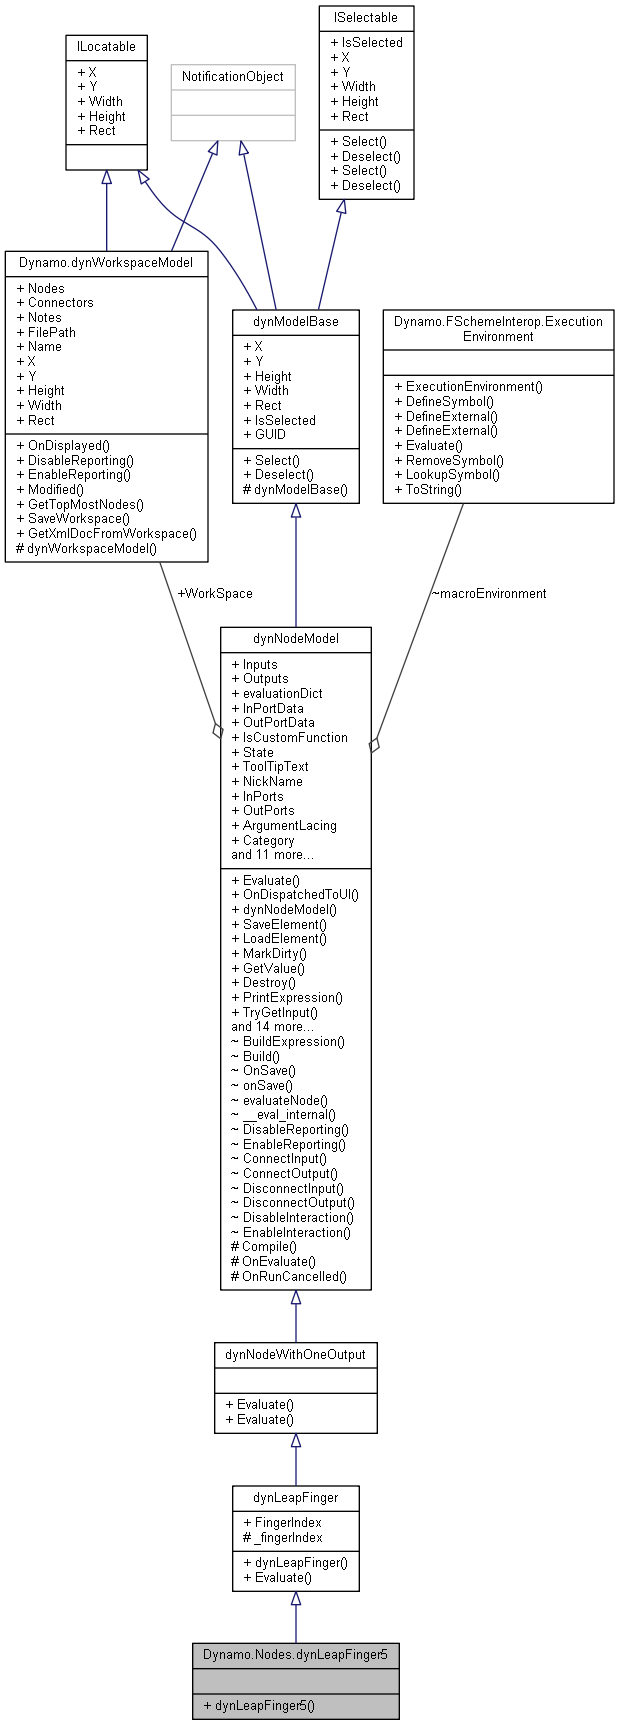 ISelectable
+ IsSelected
+ X
+ Y
+ Width
+ Height
+ Rect
+ Select()
+ Deselect()
+ Select()
+ Deselect()
ILocatable
+ X
+ Y
+ Width
+ Height
+ Rect
NotificationObject
Dynamo.dynWorkspaceModel
+ Nodes
+ Connectors
+ Notes
+ FilePath
+ Name
+ X
+ Y
+ Height
+ Width
+ Rect
+ OnDisplayed()
+ DisableReporting()
+ EnableReporting()
+ Modified()
+ GetTopMostNodes()
+ SaveWorkspace()
+ GetXmlDocFromWorkspace()
# dynWorkspaceModel()
dynModelBase
+ X
+ Y
+ Height
+ Width
+ Rect
+ IsSelected
+ GUID
+ Select()
+ Deselect()
# dynModelBase()
Dynamo.FSchemeInterop.Execution
Environment
+ ExecutionEnvironment()
+ DefineSymbol()
+ DefineExternal()
+ DefineExternal()
+ Evaluate()
+ RemoveSymbol()
+ LookupSymbol()
+ ToString()
+WorkSpace
~macroEnvironment
dynNodeModel
+ Inputs
+ Outputs
+ evaluationDict
+ InPortData
+ OutPortData
+ IsCustomFunction
+ State
+ ToolTipText
+ NickName
+ InPorts
+ OutPorts
+ ArgumentLacing
+ Category
and 11 more...
+ Evaluate()
+ OnDispatchedToUI()
+ dynNodeModel()
+ SaveElement()
+ LoadElement()
+ MarkDirty()
+ GetValue()
+ Destroy()
+ PrintExpression()
+ TryGetInput()
and 14 more...
~ BuildExpression()
~ Build()
~ OnSave()
~ onSave()
~ evaluateNode()
~ __eval_internal()
~ DisableReporting()
~ EnableReporting()
~ ConnectInput()
~ ConnectOutput()
~ DisconnectInput()
~ DisconnectOutput()
~ DisableInteraction()
~ EnableInteraction()
# Compile()
# OnEvaluate()
# OnRunCancelled()
dynNodeWithOneOutput
+ Evaluate()
+ Evaluate()
dynLeapFinger
+ FingerIndex
# _fingerIndex
+ dynLeapFinger()
+ Evaluate()
Dynamo.Nodes.dynLeapFinger5
+ dynLeapFinger5()